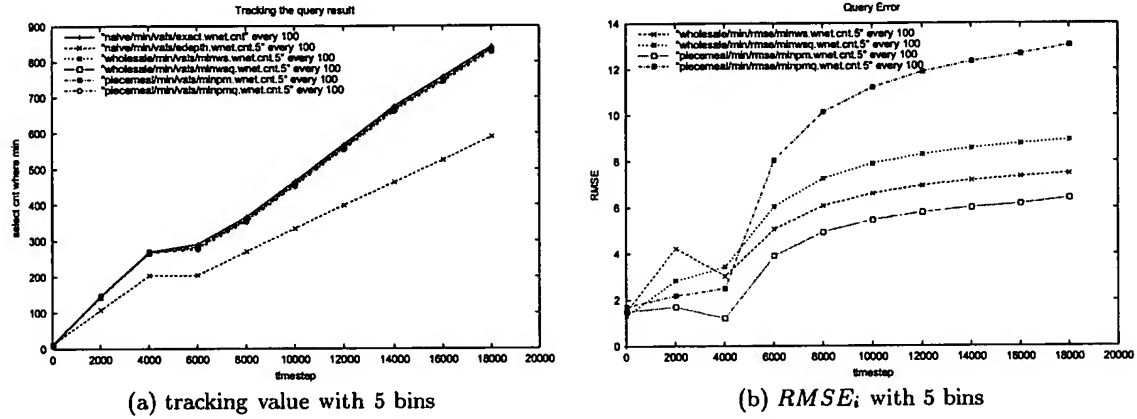 Tracking the query result
900
800
700
600
500
400
300
200
100
0
select cnt where min
"naive/min/vals/exact.wnet.cnt" every 100
"naive/min/vals/edepth.wnet.cnt.5" every 100
"wholesale/min/vals/minws.wnet.cnt.5" every 100
"wholesale/min/vals/minwsq.wnet.cnt.5" every 100
"piecemeal/min/vals/minpm.wnet.cnt.5" every 100
"piecemeal/min/vals/minpmq.wnet.cnt.5" every 100
0 2000 4000 6000 8000 10000 12000 14000 16000 18000 20000
timestep
(a) tracking value with 5 bins
Query Error
14
12
10
8
6
4
2
0
RMSE
"wholesale/min/rmse/minws.wnet.cnt.5" every 100
"wholesale/min/rmse/minwsq.wnet.cnt.5" every 100
"piecemeal/min/rmse/minpm.wnet.cnt.5" every 100
"piecemeal/min/rmse/minpmq.wnet.cnt.5" every 100
0 2000 4000 6000 8000 10000 12000 14000 16000 18000 20000
timestep
(b) RMSEᵢ with 5 bins